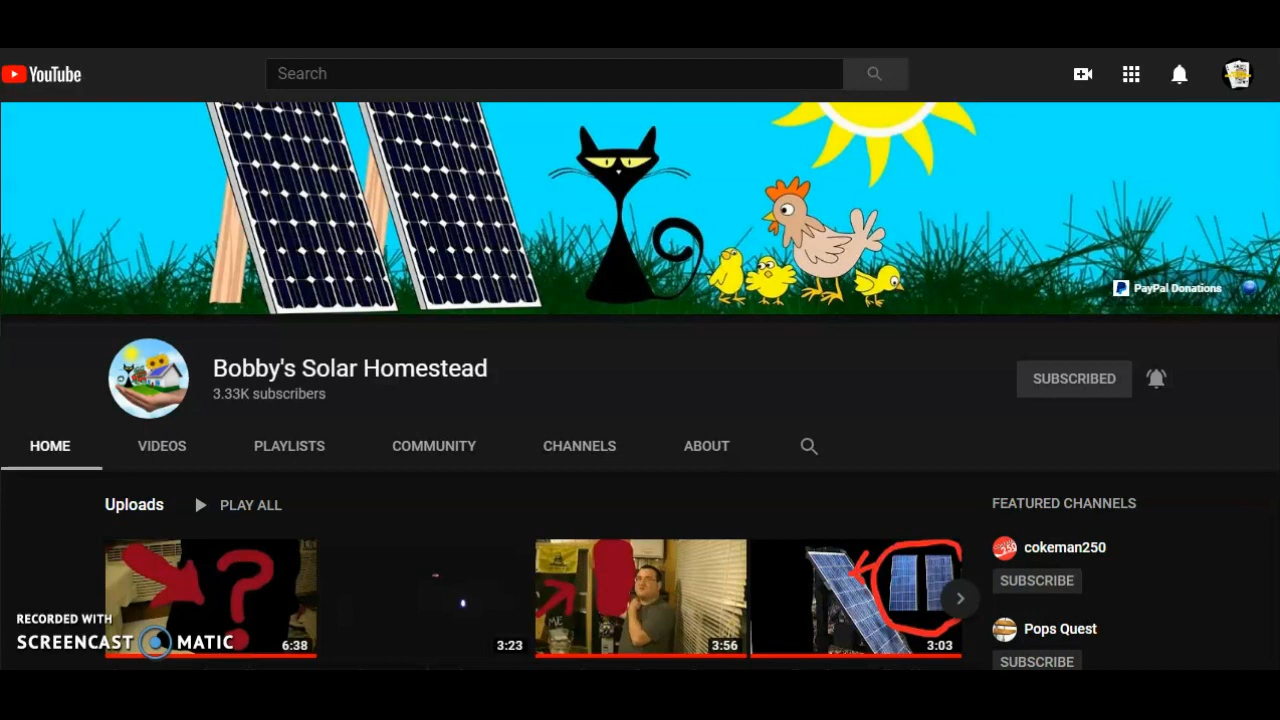 YouTube
Search
PayPal Donations
Bobby's Solar Homestead
3.33K subscribers
SUBSCRIBED
HOME VIDEOS PLAYLISTS COMMUNITY CHANNELS ABOUT
Uploads PLAY ALL
FEATURED CHANNELS
cokeman250
SUBSCRIBE
Pops Quest
SUBSCRIBE
?
ME
6:38
3:23
3:56
3:03
RECORDED WITH
SCREENCAST MATIC